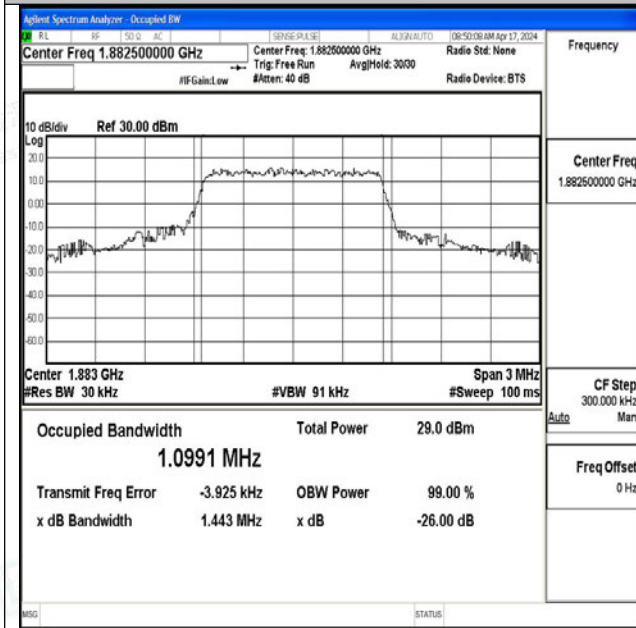 Agilent Spectrum Analyzer - Occupied BW
RL RF 50 Ω AC SENSE:PULSE ALIGNAUTO 08:50:08 AM Apr 17, 2024
Center Freq 1.882500000 GHz
Center Freq: 1.882500000 GHz
Radio Std: None
Trig: Free Run Avg|Hold: 30/30
#IFGain:Low #Atten: 40 dB Radio Device: BTS
10 dB/div Ref 30.00 dBm
Log
20.0
10.0
0.00
-10.0
-20.0
-30.0
-40.0
-50.0
-60.0
Center 1.883 GHz Span 3 MHz
#Res BW 30 kHz #VBW 91 kHz #Sweep 100 ms
Occupied Bandwidth Total Power 29.0 dBm
1.0991 MHz
Transmit Freq Error -3.925 kHz OBW Power 99.00 %
x dB Bandwidth 1.443 MHz x dB -26.00 dB
MSG STATUS
Frequency
Center Freq
1.882500000 GHz
CF Step
300.000 kHz
Auto Man
Freq Offset
0 Hz